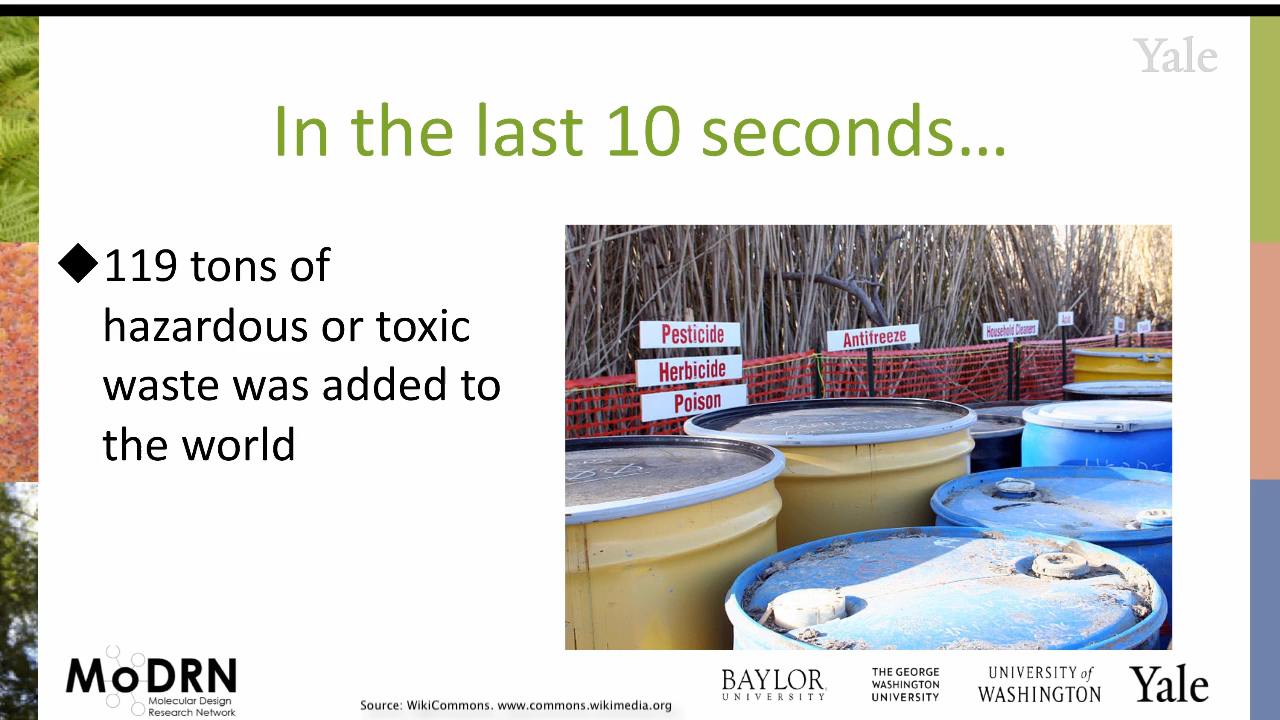 Yale
In the last 10 seconds…
119 tons of
hazardous or toxic
waste was added to
the world
Pesticide
Herbicide
Poison
Antifreeze
Household Cleaners
Acid
MoDRN
Molecular Design
Research Network
Source: WikiCommons. www.commons.wikimedia.org
BAYLOR
UNIVERSITY
THE GEORGE
WASHINGTON
UNIVERSITY
UNIVERSITY of
WASHINGTON
Yale